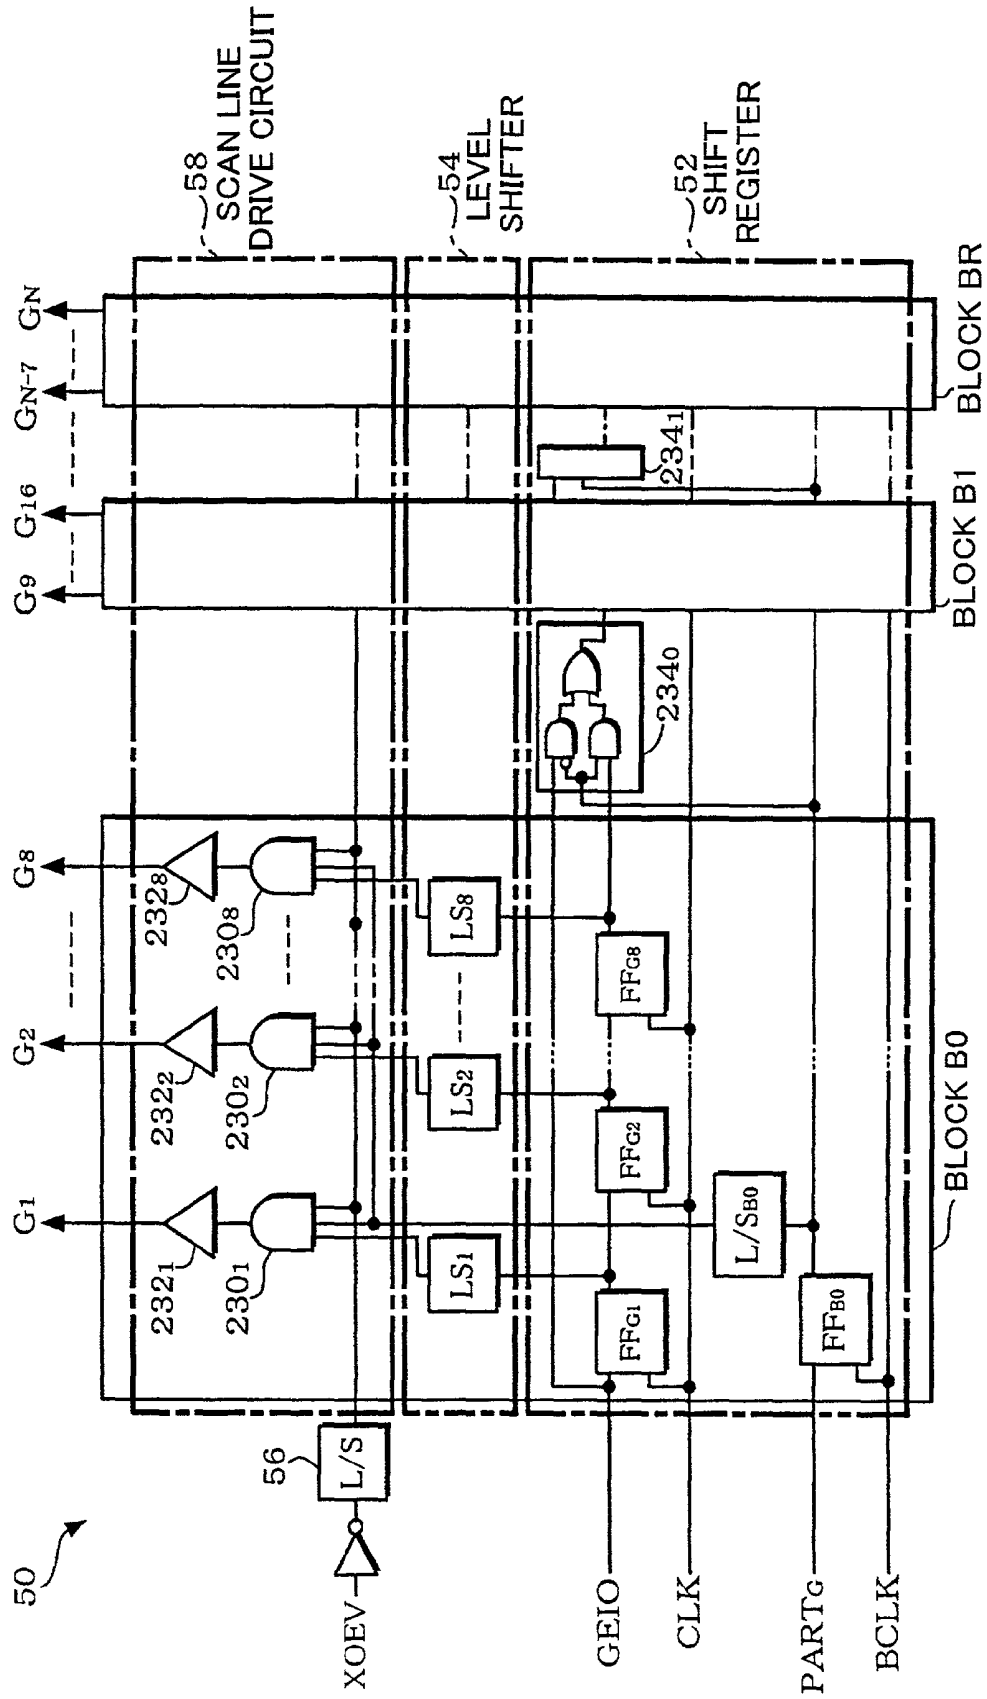 50
XOEV
56
L/S
GEIO
CLK
PARTG
BCLK
G1
G2
G8
G9
G16
GN-7
GN
2321
2322
2328
2301
2302
2308
58
SCAN LINE
DRIVE CIRCUIT
LS1
LS2
LS8
54
LEVEL
SHIFTER
FFG1
FFG2
FFG8
L/SB0
FFB0
2340
2341
52
SHIFT
REGISTER
BLOCK B0
BLOCK B1
BLOCK BR